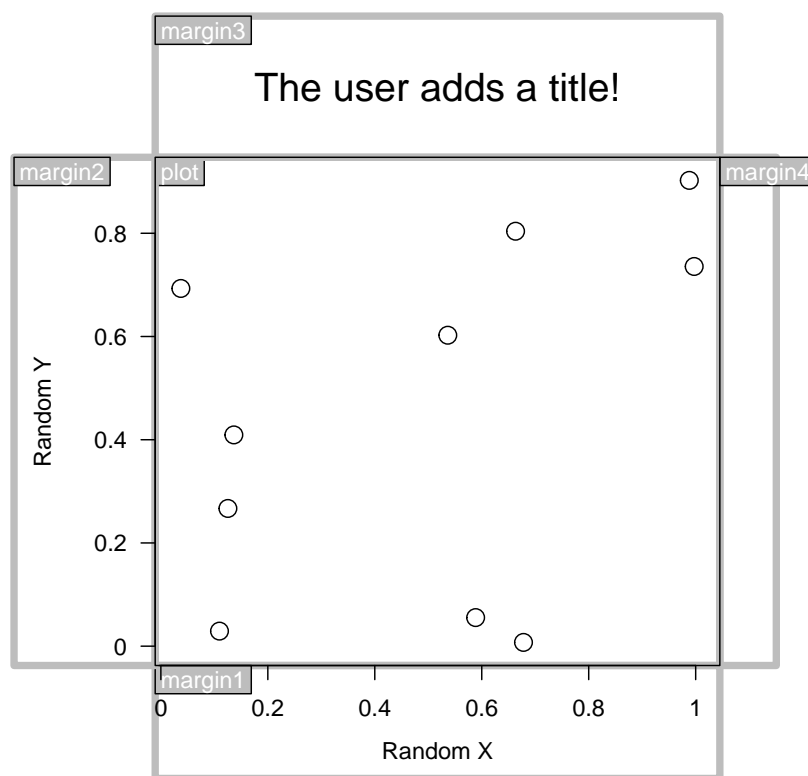 margin3
The user adds a title!
margin2
plot
margin4
0.8
0.6
0.4
0.2
0
Random Y
margin1
0 0.2 0.4 0.6 0.8 1
Random X